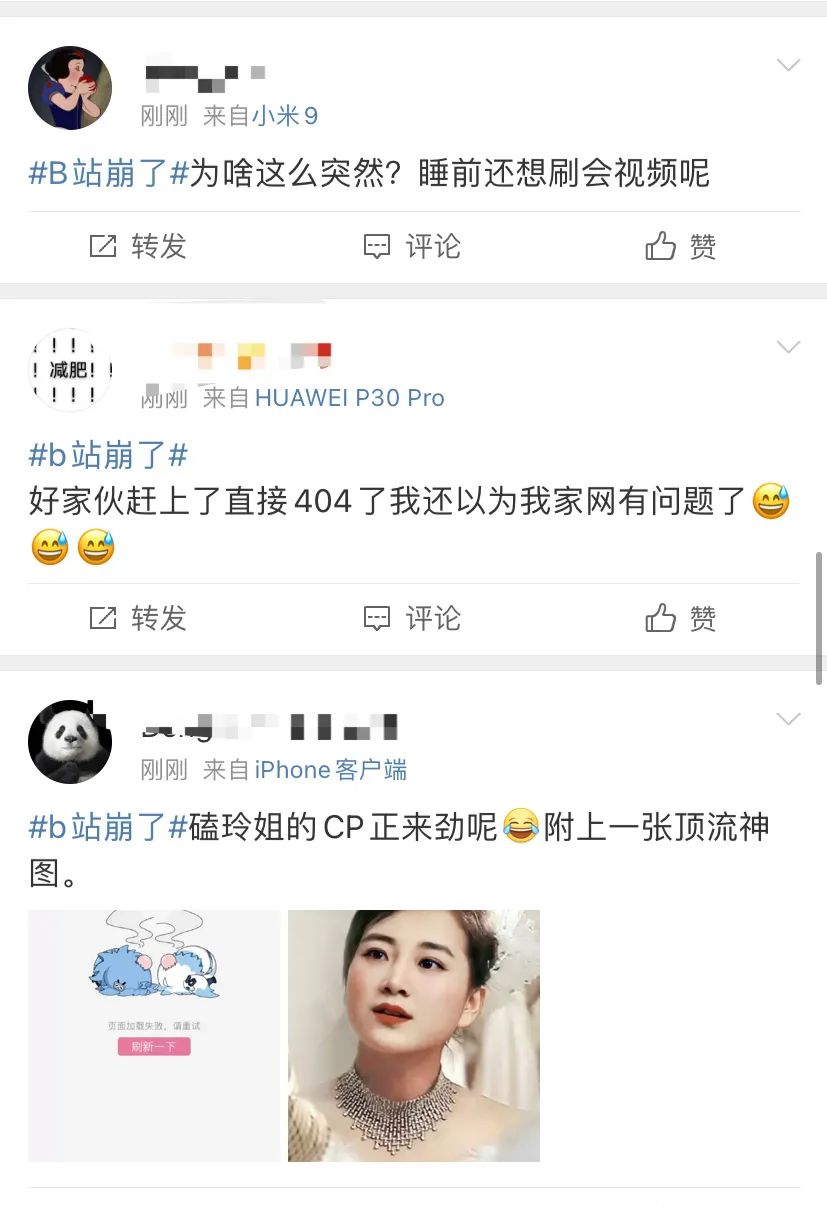 刚刚 来自小米9
#B站崩了#为啥这么突然？睡前还想刷会视频呢
转发 评论 赞
！！！
！减肥！！
！！！！
刚刚 来自HUAWEI P30 Pro
#b站崩了#
好家伙赶上了直接404了我还以为我家网有问题了😅
😅😅
转发 评论 赞
刚刚 来自iPhone客户端
#b站崩了#磕玲姐的CP正来劲呢😂附上一张顶流神
图。
页面加载失败，请重试
刷新一下